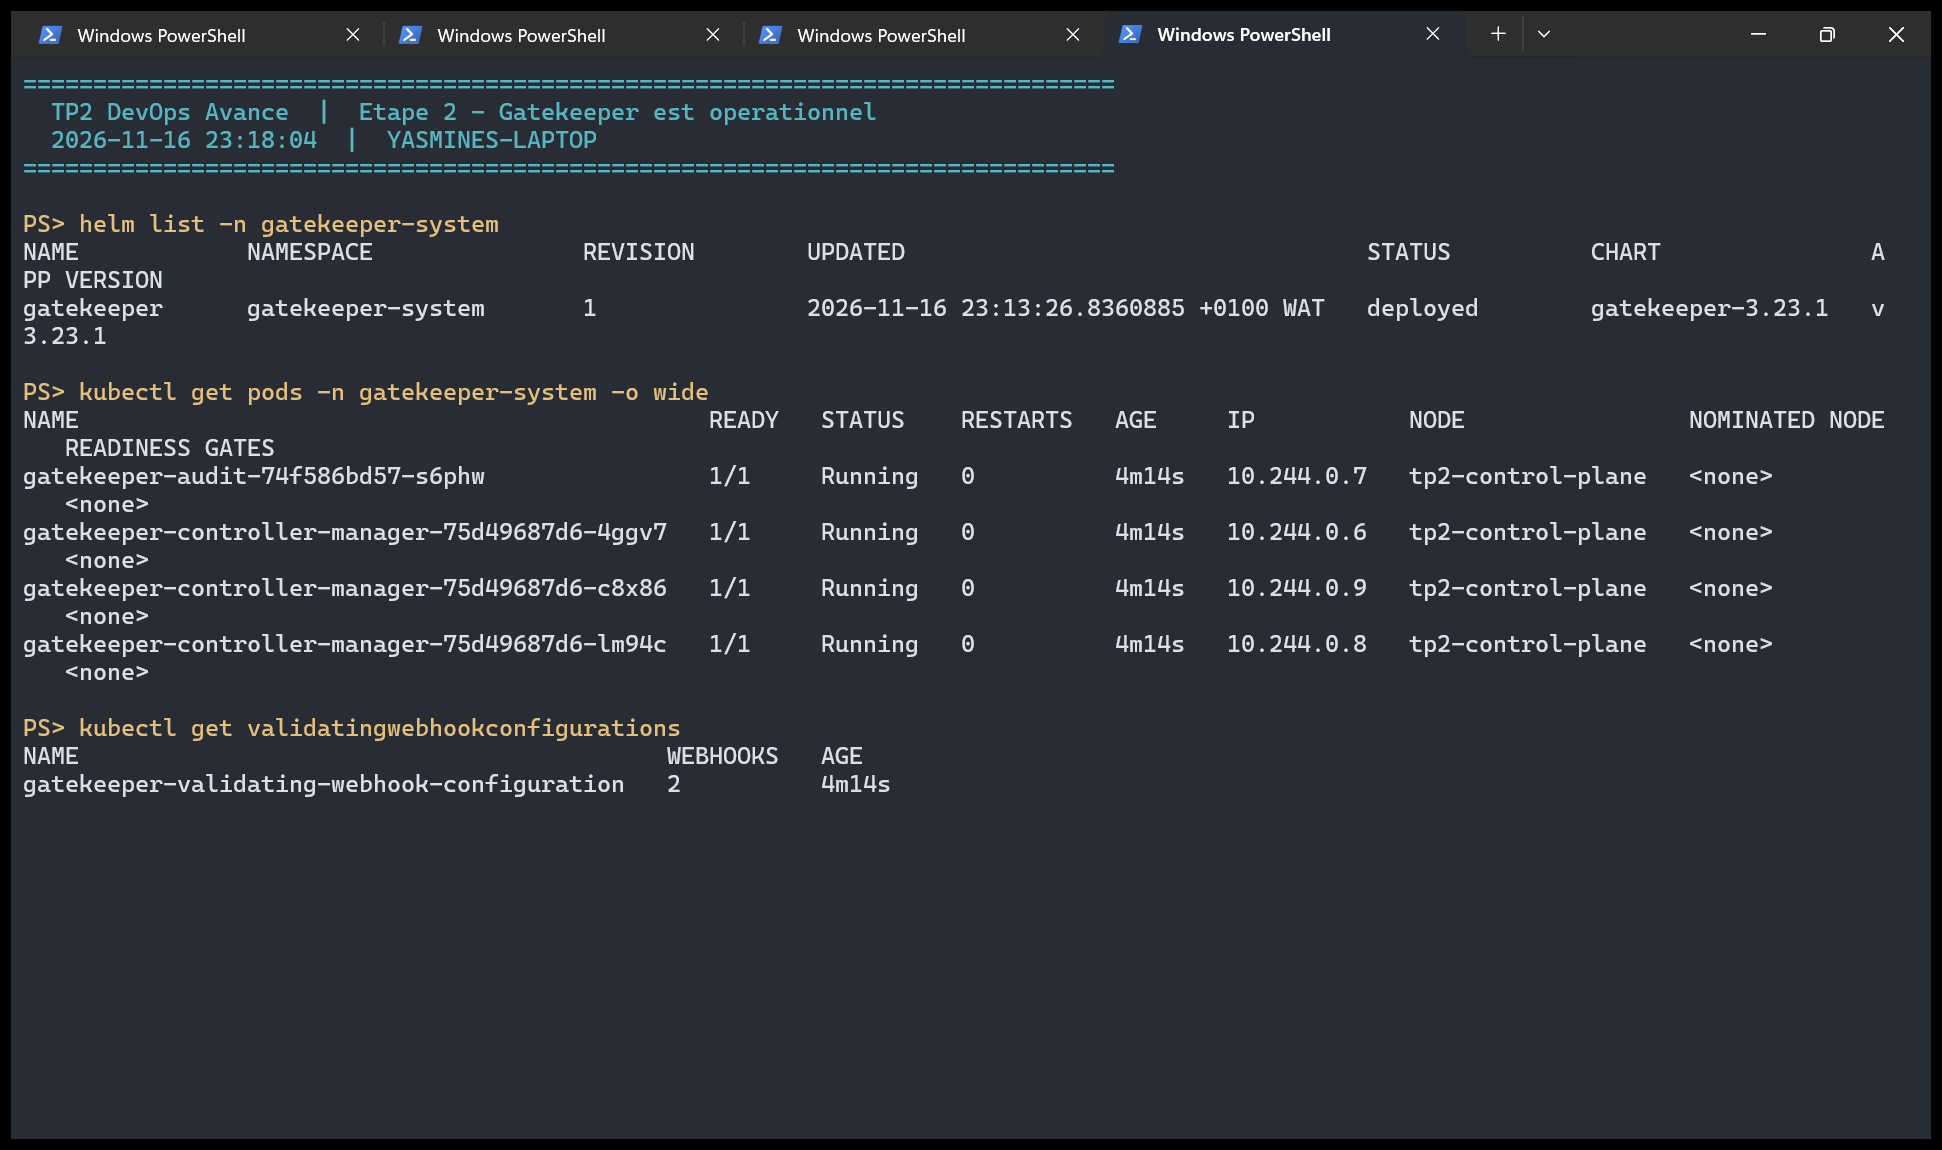 Windows PowerShell Windows PowerShell Windows PowerShell Windows PowerShell
==============================================================================
TP2 DevOps Avance | Etape 2 - Gatekeeper est operationnel
2026-11-16 23:18:04 | YASMINES-LAPTOP
==============================================================================
PS> helm list -n gatekeeper-system
NAME NAMESPACE REVISION UPDATED STATUS CHART A
PP VERSION
gatekeeper gatekeeper-system 1 2026-11-16 23:13:26.8360885 +0100 WAT deployed gatekeeper-3.23.1 v
3.23.1
PS> kubectl get pods -n gatekeeper-system -o wide
NAME READY STATUS RESTARTS AGE IP NODE NOMINATED NODE
READINESS GATES
gatekeeper-audit-74f586bd57-s6phw 1/1 Running 0 4m14s 10.244.0.7 tp2-control-plane <none>
<none>
gatekeeper-controller-manager-75d49687d6-4ggv7 1/1 Running 0 4m14s 10.244.0.6 tp2-control-plane <none>
<none>
gatekeeper-controller-manager-75d49687d6-c8x86 1/1 Running 0 4m14s 10.244.0.9 tp2-control-plane <none>
<none>
gatekeeper-controller-manager-75d49687d6-lm94c 1/1 Running 0 4m14s 10.244.0.8 tp2-control-plane <none>
<none>
PS> kubectl get validatingwebhookconfigurations
NAME WEBHOOKS AGE
gatekeeper-validating-webhook-configuration 2 4m14s